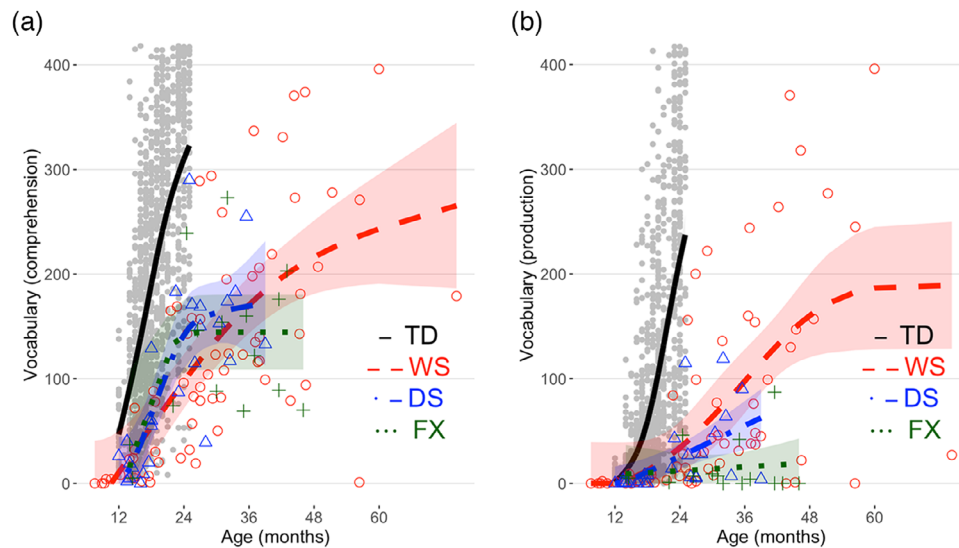 (a)
Vocabulary (comprehension)
400
300
200
100
0
12
24
36
48
60
Age (months)
– TD
– – WS
· – DS
··· FX
(b)
Vocabulary (production)
400
300
200
100
0
12
24
36
48
60
Age (months)
– TD
– – WS
· – DS
··· FX